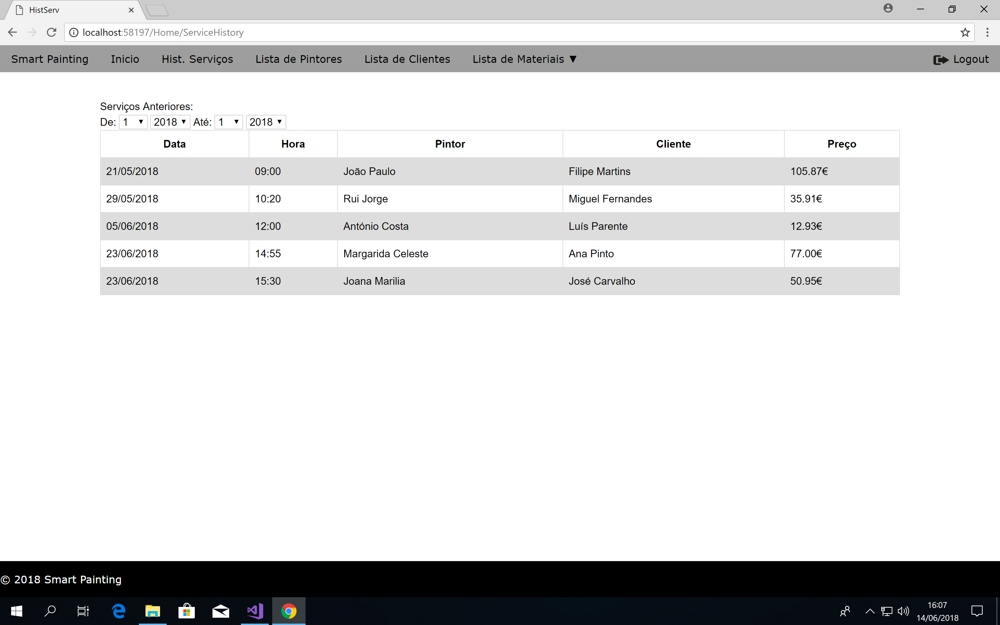 HistServ
localhost:58197/Home/ServiceHistory
Smart Painting Inicio Hist. Serviços Lista de Pintores Lista de Clientes Lista de Materiais ▼ Logout
Serviços Anteriores:
De: 1 2018 Até: 1 2018
Data Hora Pintor Cliente Preço
21/05/2018 09:00 João Paulo Filipe Martins 105.87€
29/05/2018 10:20 Rui Jorge Miguel Fernandes 35.91€
05/06/2018 12:00 António Costa Luís Parente 12.93€
23/06/2018 14:55 Margarida Celeste Ana Pinto 77.00€
23/06/2018 15:30 Joana Marilia José Carvalho 50.95€
© 2018 Smart Painting
16:07
14/06/2018